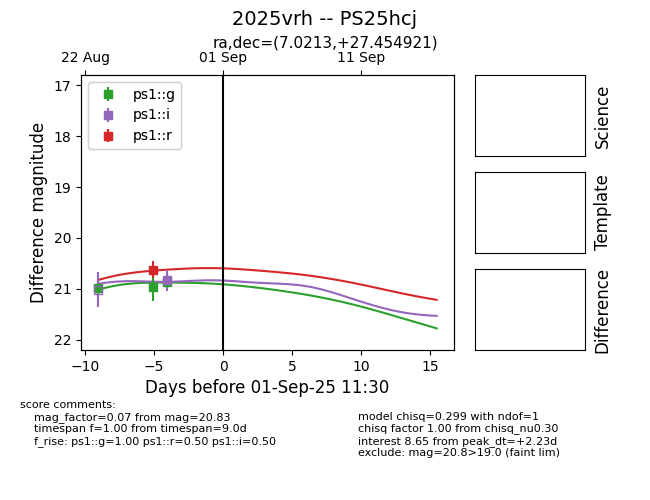 2025vrh -- PS25hcj
ra,dec=(7.0213,+27.454921)
22 Aug 01 Sep 11 Sep
ps1::g
ps1::i
ps1::r
17
18
19
20
21
22
Difference magnitude
−10 −5 0 5 10 15
Days before 01-Sep-25 11:30
Science
Template
Difference
score comments:
mag_factor=0.07 from mag=20.83
timespan f=1.00 from timespan=9.0d
f_rise: ps1::g=1.00 ps1::r=0.50 ps1::i=0.50
model chisq=0.299 with ndof=1
chisq factor 1.00 from chisq_nu0.30
interest 8.65 from peak_dt=+2.23d
exclude: mag=20.8>19.0 (faint lim)